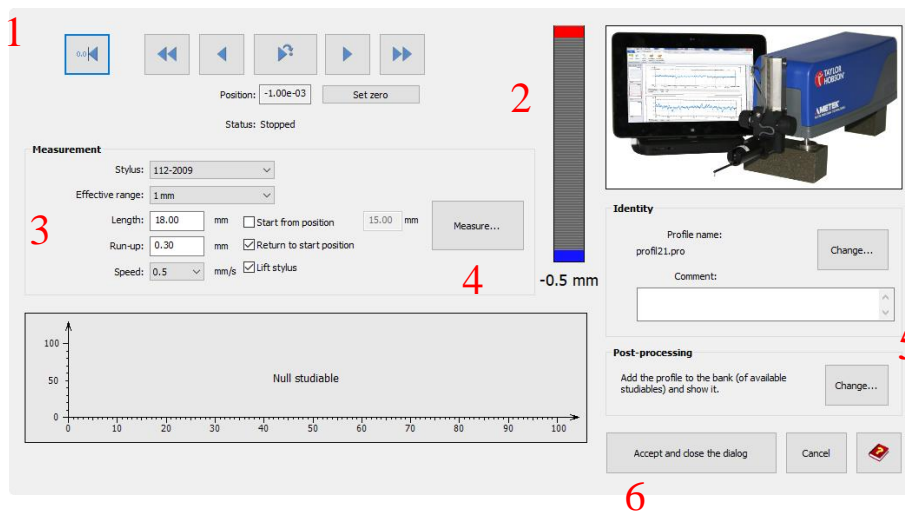 1
0.0
Position: -1.00e-03 Set zero
Status: Stopped
2
-0.5 mm
Measurement
Stylus: 112-2009
Effective range: 1 mm
3
Length: 18.00 mm Start from position 15.00 mm
Run-up: 0.30 mm Return to start position
Speed: 0.5 mm/s Lift stylus
Measure...
4
100
50
0
Null studiable
0 10 20 30 40 50 60 70 80 90 100
TAYLOR
HOBSON
AMETEK
Identity
Profile name:
profil21.pro
Change...
Comment:
5
Post-processing
Add the profile to the bank (of available
studiables) and show it.
Change...
Accept and close the dialog Cancel ?
6